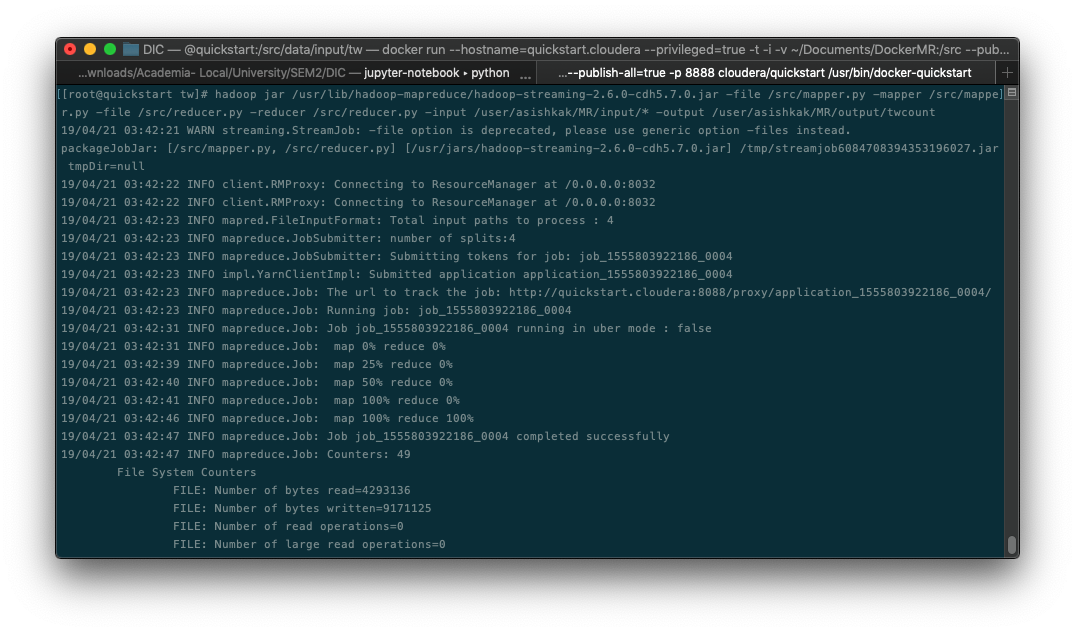 DIC — @quickstart:/src/data/input/tw — docker run --hostname=quickstart.cloudera --privileged=true -t -i -v ~/Documents/DockerMR:/src --pub...
...wnloads/Academia- Local/University/SEM2/DIC — jupyter-notebook ▸ python ...
...--publish-all=true -p 8888 cloudera/quickstart /usr/bin/docker-quickstart +
[[root@quickstart tw]# hadoop jar /usr/lib/hadoop-mapreduce/hadoop-streaming-2.6.0-cdh5.7.0.jar -file /src/mapper.py -mapper /src/mappe]
r.py -file /src/reducer.py -reducer /src/reducer.py -input /user/asishkak/MR/input/* -output /user/asishkak/MR/output/twcount
19/04/21 03:42:21 WARN streaming.StreamJob: -file option is deprecated, please use generic option -files instead.
packageJobJar: [/src/mapper.py, /src/reducer.py] [/usr/jars/hadoop-streaming-2.6.0-cdh5.7.0.jar] /tmp/streamjob6084708394353196027.jar
tmpDir=null
19/04/21 03:42:22 INFO client.RMProxy: Connecting to ResourceManager at /0.0.0.0:8032
19/04/21 03:42:22 INFO client.RMProxy: Connecting to ResourceManager at /0.0.0.0:8032
19/04/21 03:42:23 INFO mapred.FileInputFormat: Total input paths to process : 4
19/04/21 03:42:23 INFO mapreduce.JobSubmitter: number of splits:4
19/04/21 03:42:23 INFO mapreduce.JobSubmitter: Submitting tokens for job: job_1555803922186_0004
19/04/21 03:42:23 INFO impl.YarnClientImpl: Submitted application application_1555803922186_0004
19/04/21 03:42:23 INFO mapreduce.Job: The url to track the job: http://quickstart.cloudera:8088/proxy/application_1555803922186_0004/
19/04/21 03:42:23 INFO mapreduce.Job: Running job: job_1555803922186_0004
19/04/21 03:42:31 INFO mapreduce.Job: Job job_1555803922186_0004 running in uber mode : false
19/04/21 03:42:31 INFO mapreduce.Job:  map 0% reduce 0%
19/04/21 03:42:39 INFO mapreduce.Job:  map 25% reduce 0%
19/04/21 03:42:40 INFO mapreduce.Job:  map 50% reduce 0%
19/04/21 03:42:41 INFO mapreduce.Job:  map 100% reduce 0%
19/04/21 03:42:46 INFO mapreduce.Job:  map 100% reduce 100%
19/04/21 03:42:47 INFO mapreduce.Job: Job job_1555803922186_0004 completed successfully
19/04/21 03:42:47 INFO mapreduce.Job: Counters: 49
File System Counters
FILE: Number of bytes read=4293136
FILE: Number of bytes written=9171125
FILE: Number of read operations=0
FILE: Number of large read operations=0